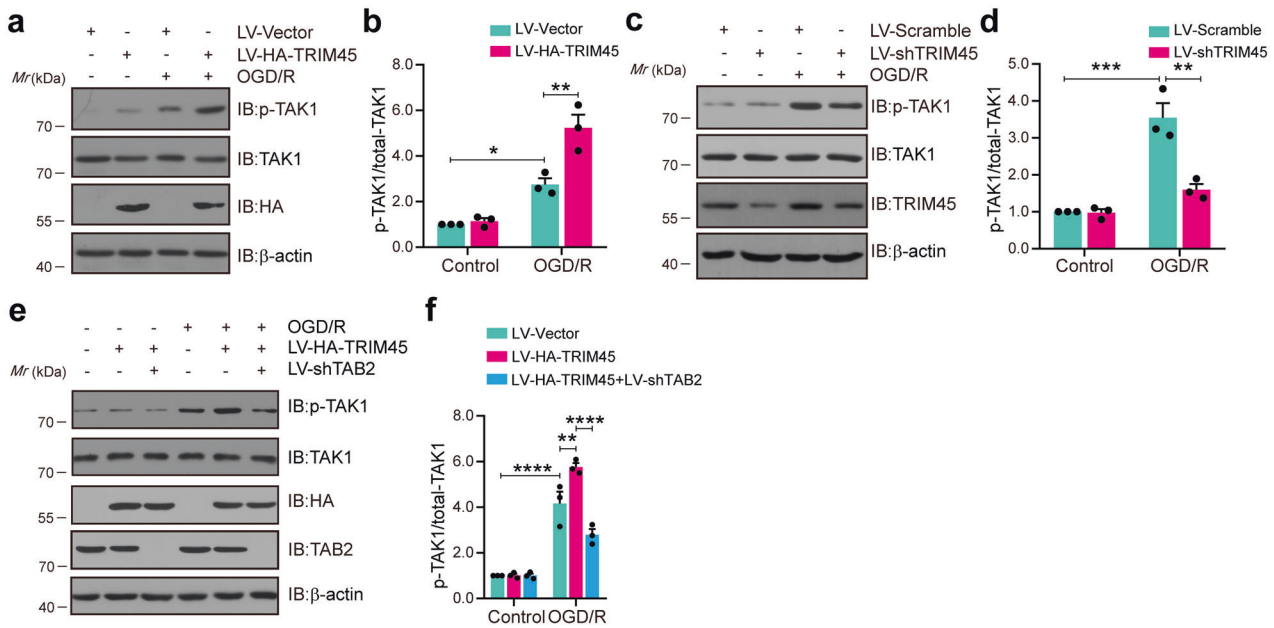 a
+ - + - LV-Vector
- + - + LV-HA-TRIM45
Mr (kDa) - - + + OGD/R
IB:p-TAK1
70
IB:TAK1
70
IB:HA
55
IB:β-actin
40
b
LV-Vector
LV-HA-TRIM45
p-TAK1/total-TAK1
8.0
6.0
4.0
2.0
0.0
*
**
Control OGD/R
c
+ - + - LV-Scramble
- + - + LV-shTRIM45
Mr (kDa) - - + + OGD/R
IB:p-TAK1
70
IB:TAK1
70
IB:TRIM45
55
IB:β-actin
40
d
LV-Scramble
LV-shTRIM45
p-TAK1/total-TAK1
5.0
4.0
3.0
2.0
1.0
0.0
***
**
Control OGD/R
e
- - - + + + OGD/R
- + + - + + LV-HA-TRIM45
Mr (kDa) - - + - - + LV-shTAB2
IB:p-TAK1
70
IB:TAK1
70
IB:HA
55
IB:TAB2
70
IB:β-actin
40
f
LV-Vector
LV-HA-TRIM45
LV-HA-TRIM45+LV-shTAB2
p-TAK1/total-TAK1
8.0
6.0
4.0
2.0
0.0
****
**
****
Control OGD/R